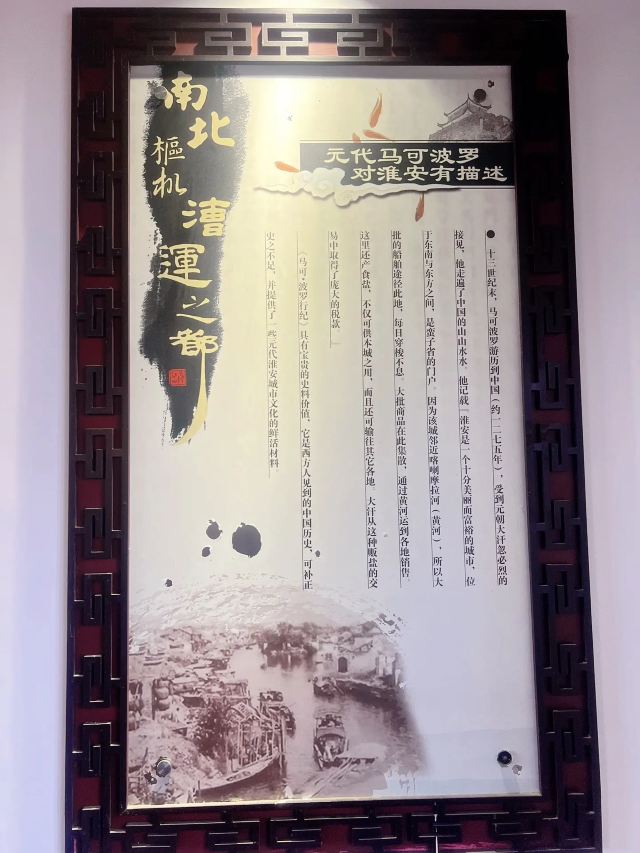 南北
樞机
漕運之都
元代马可波罗
对淮安有描述
●十三世纪末，马可波罗游历到中国（约一二七五年），受到元朝大汗忽必烈的
接见，他走遍了中国的山山水水，他记载『淮安是一个十分美丽而富裕的城市，位
于东南与东方之间，是蛮子省的门户。因为该城邻近喀喇摩拉河（黄河），所以大
批的船舶途径此地，每日穿梭不息。大批商品在此集散，通过黄河运到各地销售。
这里还产食盐，不仅可供本城之用，而且还可输往其它各地。大汗从这种贩盐的交
易中取得了庞大的税款。』
《马可·波罗行纪》具有宝贵的史料价值，它是西方人见到的中国历史，可补正
史之不足，并提供了一些元代淮安城市文化的鲜活材料。